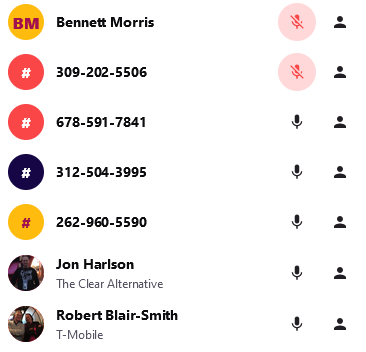 BM Bennett Morris
# 309-202-5506
# 678-591-7841
# 312-504-3995
# 262-960-5590
Jon Harlson
The Clear Alternative
Robert Blair-Smith
T-Mobile